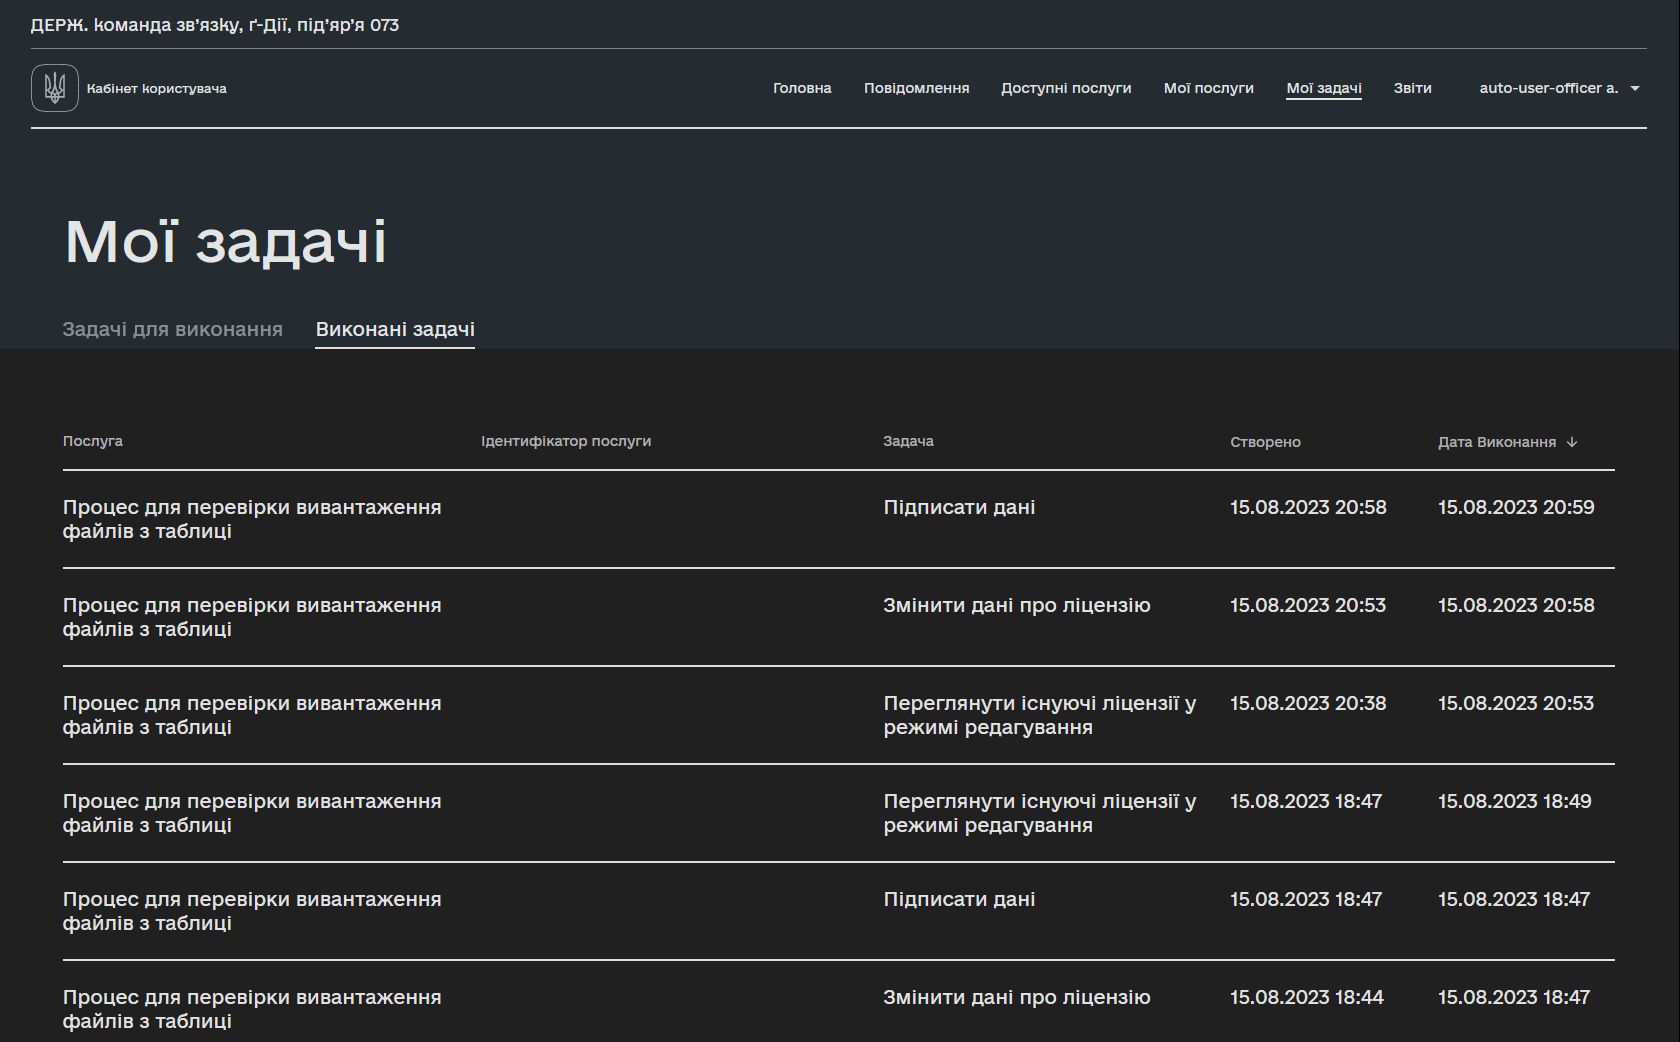 ДЕРЖ. команда зв’язку, ґ-Дії, під’яр’я 073
Кабінет користувача
Головна Повідомлення Доступні послуги Мої послуги Мої задачі Звіти auto-user-officer a.
Мої задачі
Задачі для виконання Виконані задачі
Послуга Ідентифікатор послуги Задача Створено Дата Виконання
Процес для перевірки вивантаження Підписати дані 15.08.2023 20:58 15.08.2023 20:59
файлів з таблиці
Процес для перевірки вивантаження Змінити дані про ліцензію 15.08.2023 20:53 15.08.2023 20:58
файлів з таблиці
Процес для перевірки вивантаження Переглянути існуючі ліцензії у 15.08.2023 20:38 15.08.2023 20:53
файлів з таблиці режимі редагування
Процес для перевірки вивантаження Переглянути існуючі ліцензії у 15.08.2023 18:47 15.08.2023 18:49
файлів з таблиці режимі редагування
Процес для перевірки вивантаження Підписати дані 15.08.2023 18:47 15.08.2023 18:47
файлів з таблиці
Процес для перевірки вивантаження Змінити дані про ліцензію 15.08.2023 18:44 15.08.2023 18:47
файлів з таблиці